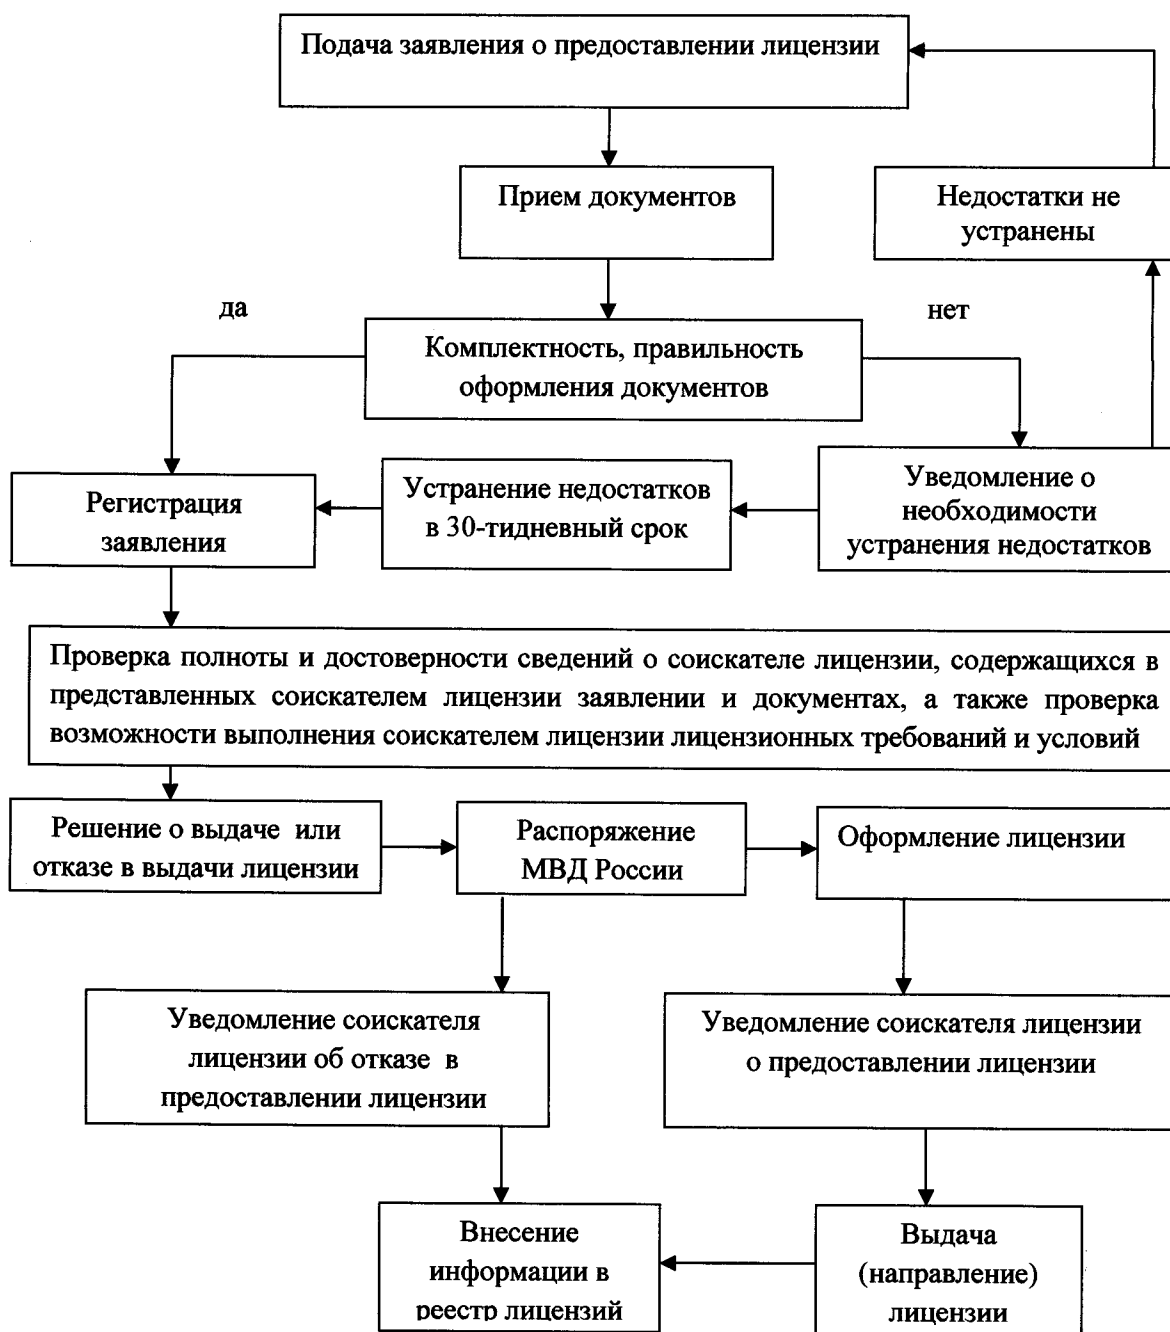 Подача заявления о предоставлении лицензии
Прием документов
Недостатки не
устранены
да
нет
Комплектность, правильность
оформления документов
Регистрация
заявления
Устранение недостатков
в 30-тидневный срок
Уведомление о
необходимости
устранения недостатков
Проверка полноты и достоверности сведений о соискателе лицензии, содержащихся в
представленных соискателем лицензии заявлении и документах, а также проверка
возможности выполнения соискателем лицензии лицензионных требований и условий
Решение о выдаче или
отказе в выдачи лицензии
Распоряжение
МВД России
Оформление лицензии
Уведомление соискателя
лицензии об отказе в
предоставлении лицензии
Уведомление соискателя лицензии
о предоставлении лицензии
Внесение
информации в
реестр лицензий
Выдача
(направление)
лицензии